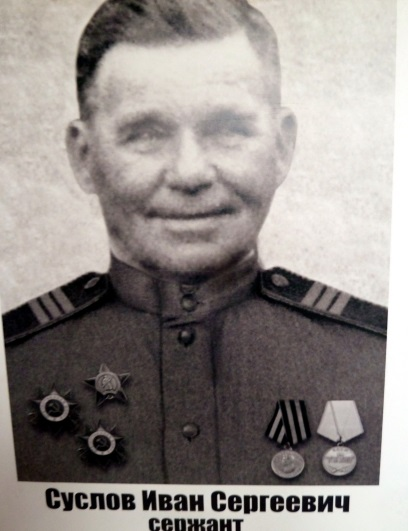 Суслов Иван Сергеевич
сержант